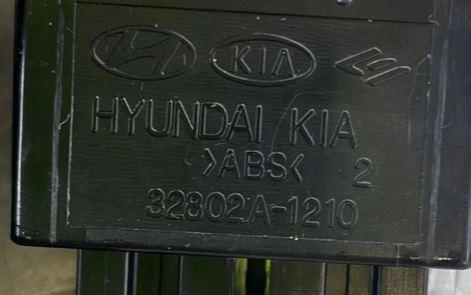 KIA
HYUNDAI KIA
>ABS< 2
32802A-1210